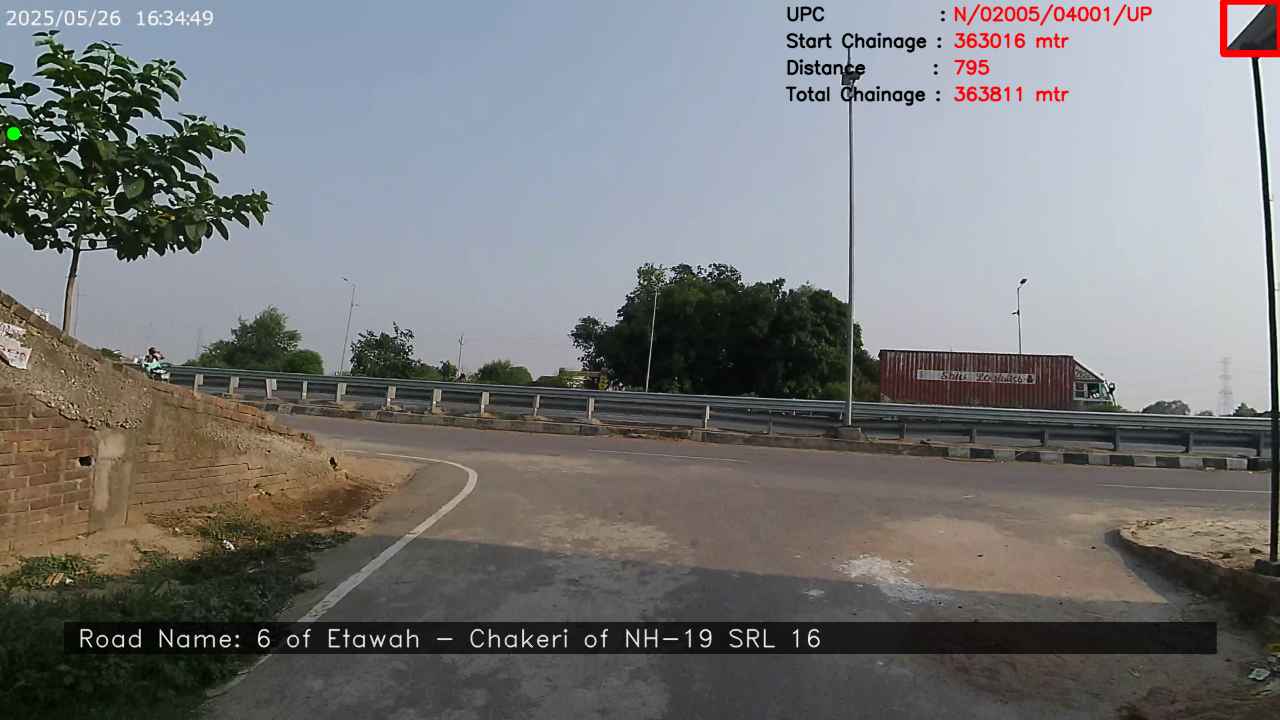 2025/05/26 16:34:49
UPC : N/02005/04001/UP
Start Chainage : 363016 mtr
Distance : 795
Total Chainage : 363811 mtr
Road Name: 6 of Etawah - Chakeri of NH-19 SRL 16